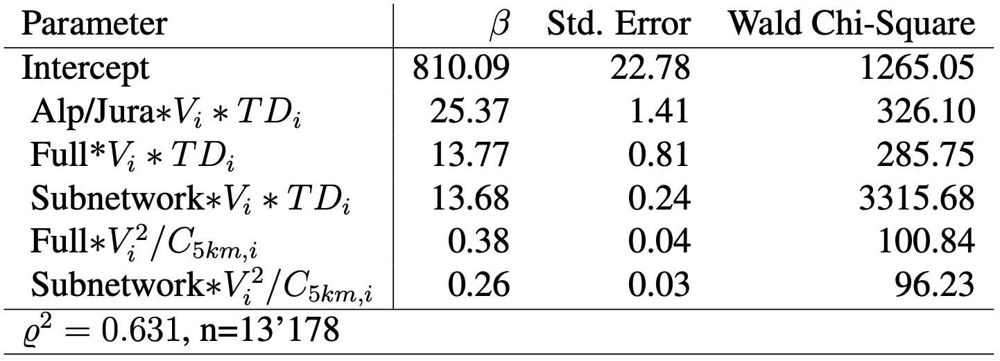 Parameter β Std. Error Wald Chi-Square
Intercept 810.09 22.78 1265.05
Alp/Jura∗V_i ∗ TD_i 25.37 1.41 326.10
Full*V_i ∗ TD_i 13.77 0.81 285.75
Subnetwork∗V_i ∗ TD_i 13.68 0.24 3315.68
Full∗V_i^2/C_{5km,i} 0.38 0.04 100.84
Subnetwork∗V_i^2/C_{5km,i} 0.26 0.03 96.23
ϱ^2 = 0.631, n=13’178